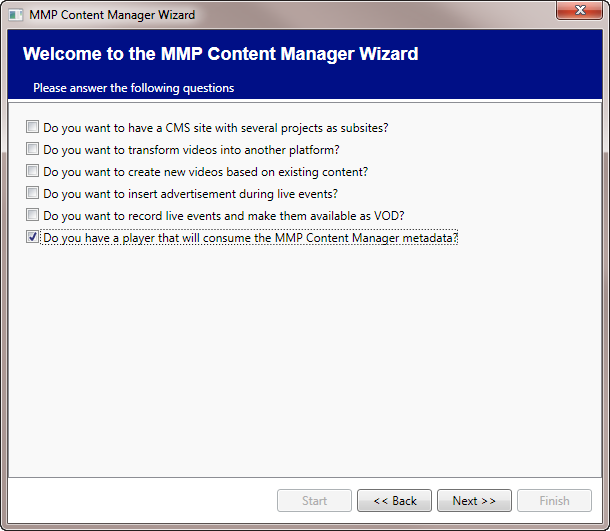 MMP Content Manager Wizard
Welcome to the MMP Content Manager Wizard
Please answer the following questions
Do you want to have a CMS site with several projects as subsites?
Do you want to transform videos into another platform?
Do you want to create new videos based on existing content?
Do you want to insert advertisement during live events?
Do you want to record live events and make them available as VOD?
Do you have a player that will consume the MMP Content Manager metadata?
Start << Back Next >> Finish